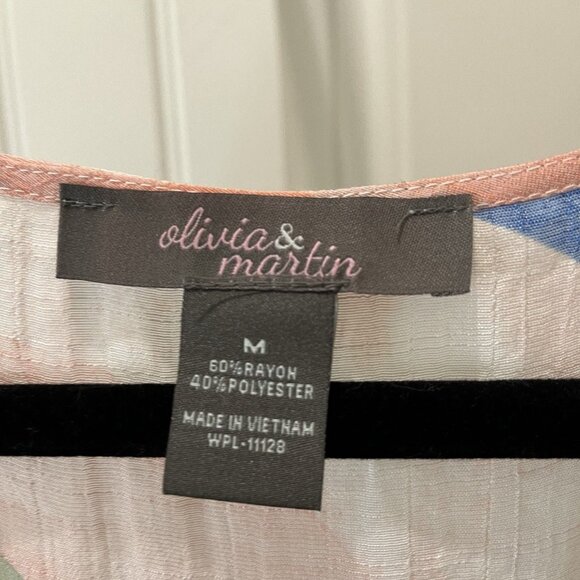 olivia &
martin
M
60% RAYON
40% POLYESTER
MADE IN VIETNAM
WPL-11128